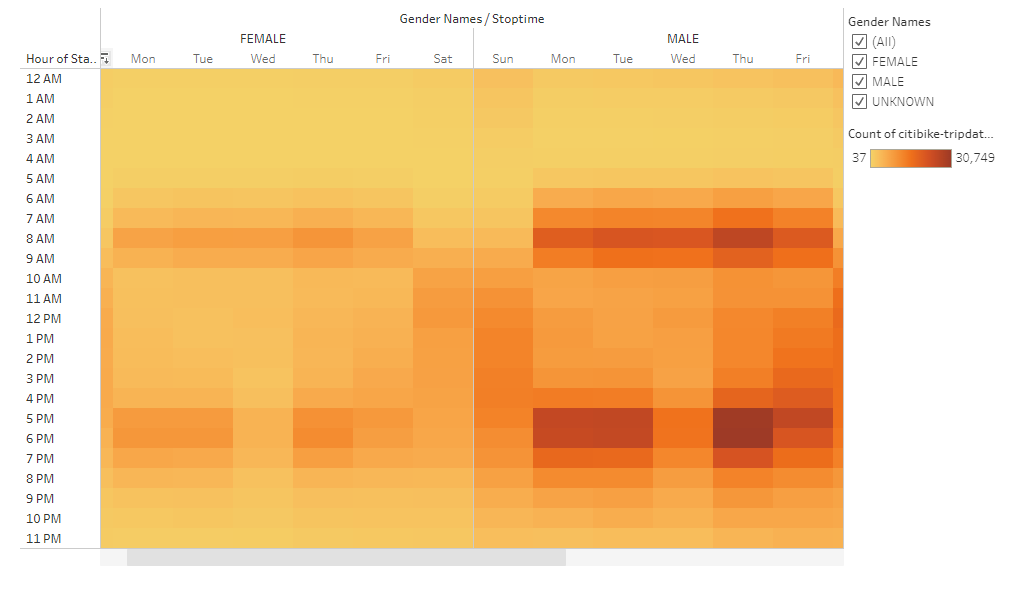 Gender Names / Stoptime
FEMALE MALE
Hour of Sta.. Mon Tue Wed Thu Fri Sat Sun Mon Tue Wed Thu Fri
12 AM
1 AM
2 AM
3 AM
4 AM
5 AM
6 AM
7 AM
8 AM
9 AM
10 AM
11 AM
12 PM
1 PM
2 PM
3 PM
4 PM
5 PM
6 PM
7 PM
8 PM
9 PM
10 PM
11 PM
Gender Names
(All)
FEMALE
MALE
UNKNOWN
Count of citibike-tripdat...
37 30,749